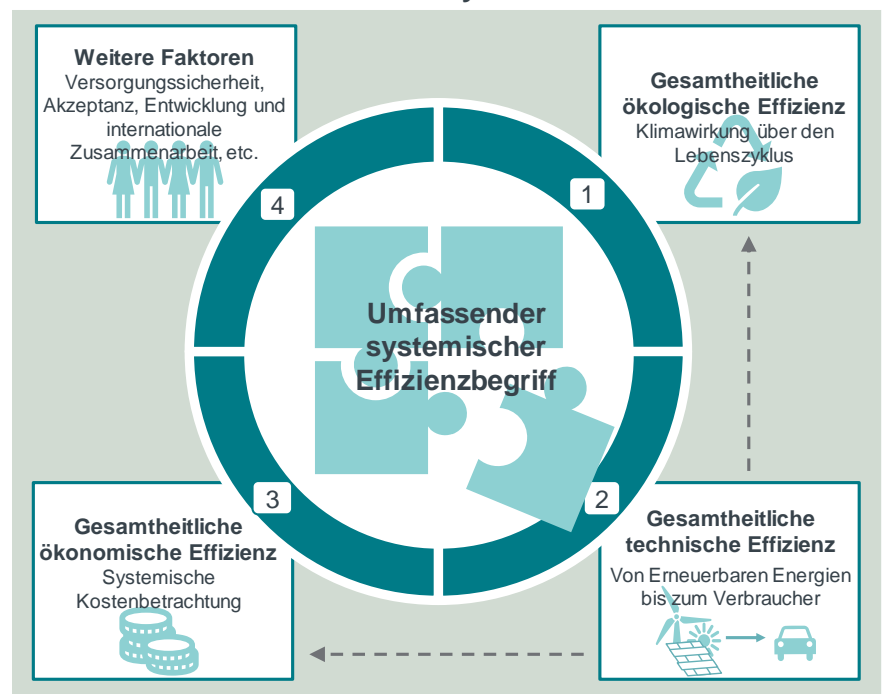 Weitere Faktoren
Versorgungssicherheit,
Akzeptanz, Entwicklung und
internationale
Zusammenarbeit, etc.
4
Gesamtheitliche
ökologische Effizienz
Klimawirkung über den
Lebenszyklus
1
Umfassender
systemischer
Effizienzbegriff
3
Gesamtheitliche
ökonomische Effizienz
Systemische
Kostenbetrachtung
2
Gesamtheitliche
technische Effizienz
Von Erneuerbaren Energien
bis zum Verbraucher